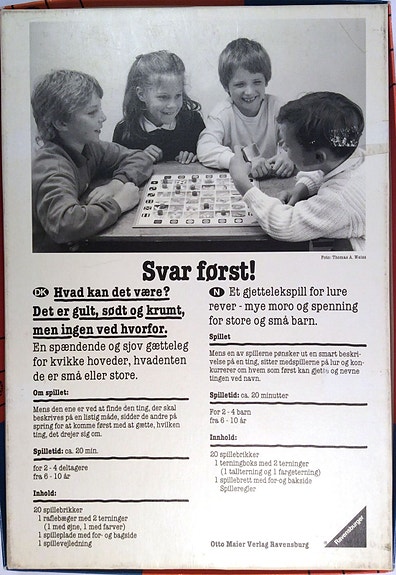 Foto: Thomas A. Weiss
Svar først!
DK Hvad kan det være?
Det er gult, sødt og krumt,
men ingen ved hvorfor.
En spændende og sjov gætteleg
for kvikke hoveder, hvadenten
de er små eller store.
Om spillet:
Mens den ene er ved at finde den ting, der skal
beskrives på en listig måde, sidder de andre på
spring for at komme først med at gætte, hvilken
ting, det drejer sig om.
Spilletid: ca. 20 min.
for 2 - 4 deltagere
fra 6 - 10 år
Inhold:
20 spillebrikker
1 raflebæger med 2 terninger
(1 med øjne, 1 med farver)
1 spilleplade med for- og bagside
1 spillevejledning
N Et gjettelekspill for lure
rever - mye moro og spenning
for store og små barn.
Spillet
Mens en av spillerne pønsker ut en smart beskri-
velse på en ting, sitter medspillerne på lur og kon-
kurrerer om hvem som først kan gjette og nevne
tingen ved navn.
Spilletid: ca. 20 minutter
For 2 - 4 barn
fra 6 - 10 år
Innhold:
20 spillebrikker
1 terningboks med 2 terninger
(1 tallterning og 1 fargeterning)
1 spillebrett med for-og bakside
Spilleregler
Otto Maier Verlag Ravensburg
Ravensburger